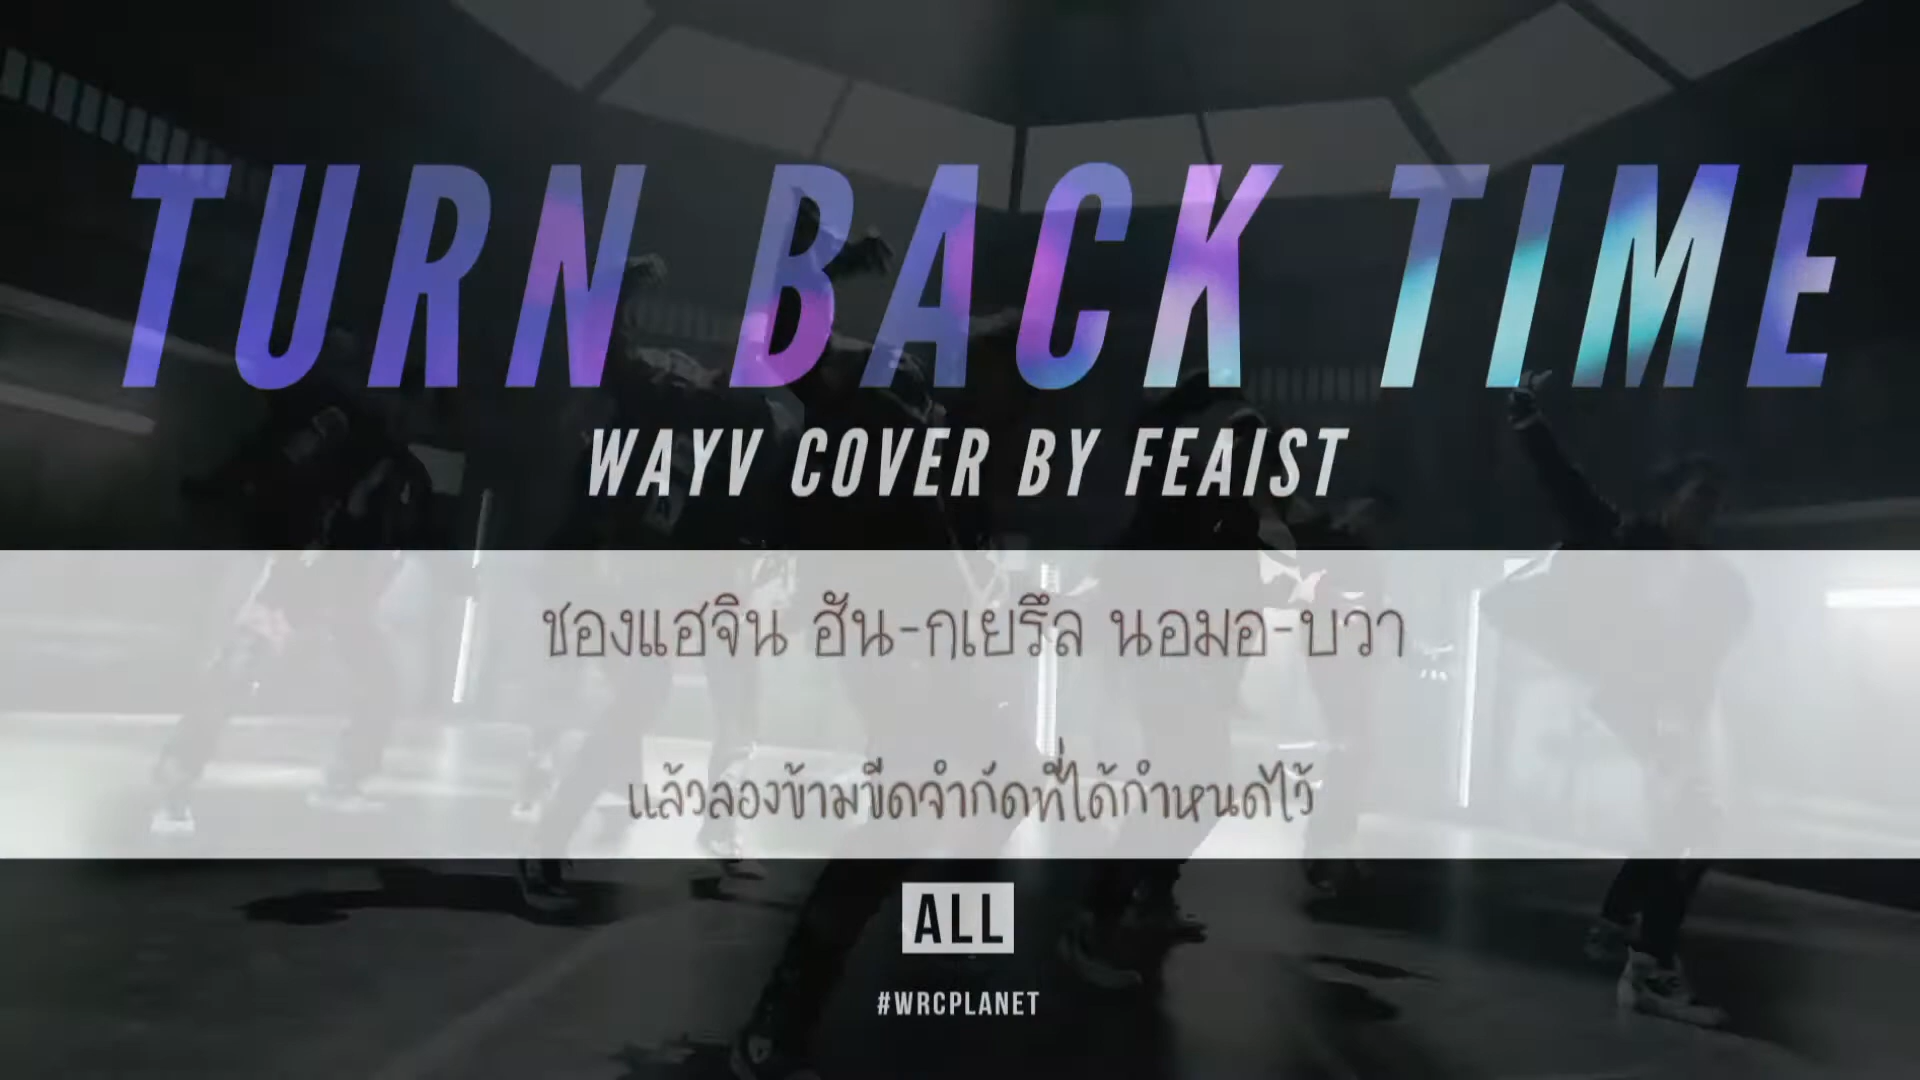 TURN BACK TIME
WAYV COVER BY FEAIST
ชองแฮจิน ฮัน-กเยรึล นอมอ-บวา
แล้วลองข้ามขีดจำกัดที่ได้กำหนดไว้
ALL
#WRCPLANET